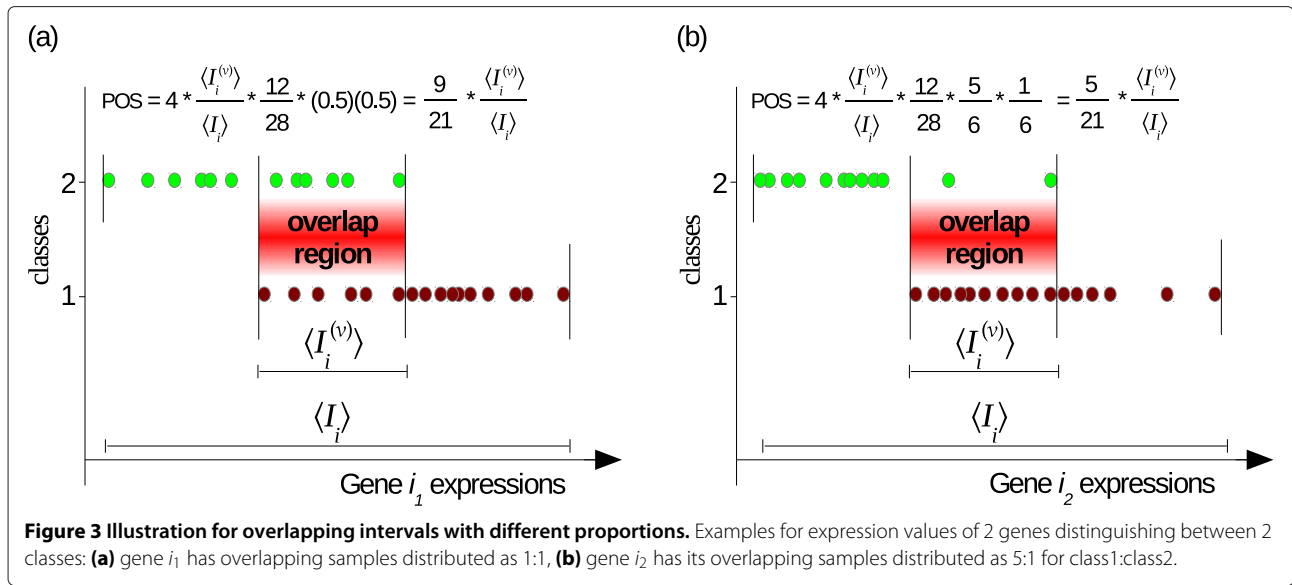 (a)
POS = 4 * ⟨I_i^(v)⟩/⟨I_i⟩ * 12/28 * (0.5)(0.5) = 9/21 * ⟨I_i^(v)⟩/⟨I_i⟩
2
overlap
region
classes
1
⟨I_i^(v)⟩
⟨I_i⟩
Gene i_1 expressions
(b)
POS = 4 * ⟨I_i^(v)⟩/⟨I_i⟩ * 12/28 * 5/6 * 1/6 = 5/21 * ⟨I_i^(v)⟩/⟨I_i⟩
2
overlap
region
classes
1
⟨I_i^(v)⟩
⟨I_i⟩
Gene i_2 expressions
Figure 3 Illustration for overlapping intervals with different proportions. Examples for expression values of 2 genes distinguishing between 2
classes: (a) gene i_1 has overlapping samples distributed as 1:1, (b) gene i_2 has its overlapping samples distributed as 5:1 for class1:class2.